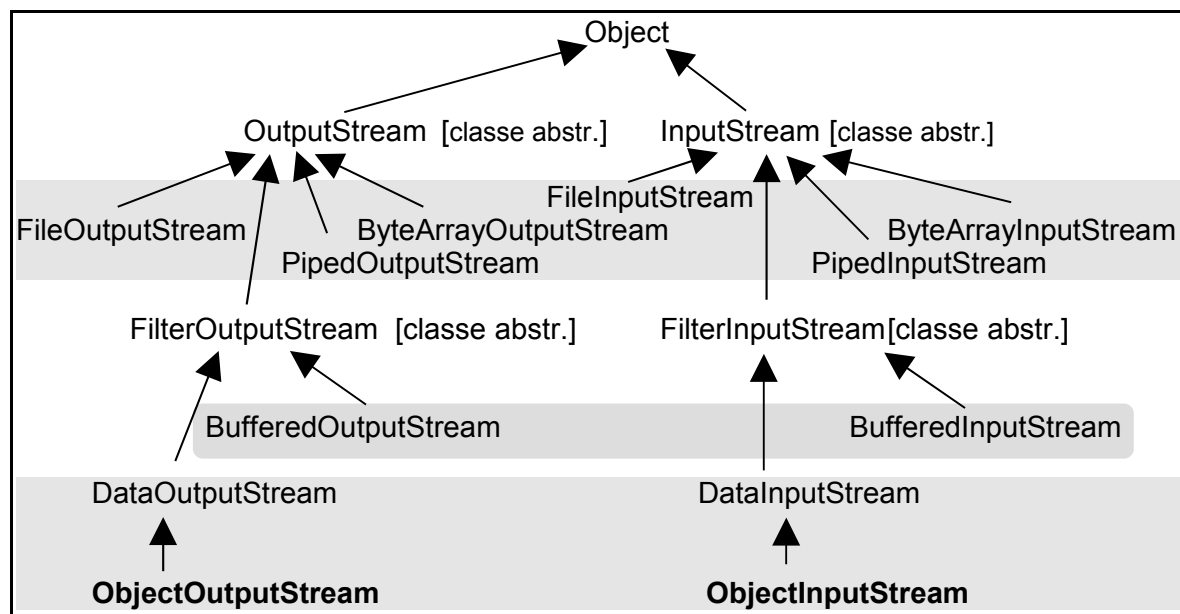 Object
OutputStream [classe abstr.]
InputStream [classe abstr.]
FileInputStream
FileOutputStream
ByteArrayOutputStream
ByteArrayInputStream
PipedOutputStream
PipedInputStream
FilterOutputStream [classe abstr.]
FilterInputStream[classe abstr.]
BufferedOutputStream
BufferedInputStream
DataOutputStream
DataInputStream
ObjectOutputStream
ObjectInputStream